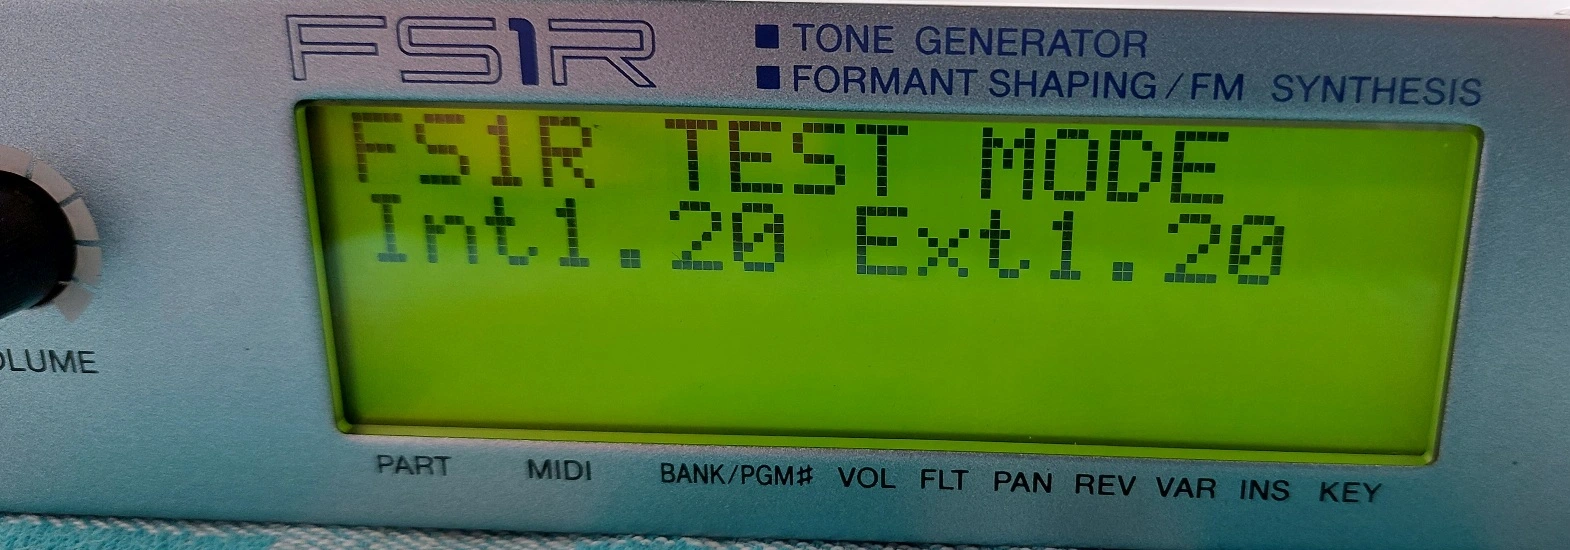 FS1R
■ TONE GENERATOR
■ FORMANT SHAPING / FM SYNTHESIS
FS1R TEST MODE
Int1.20 Ext1.20
OLUME
PART MIDI BANK/PGM# VOL FLT PAN REV VAR INS KEY